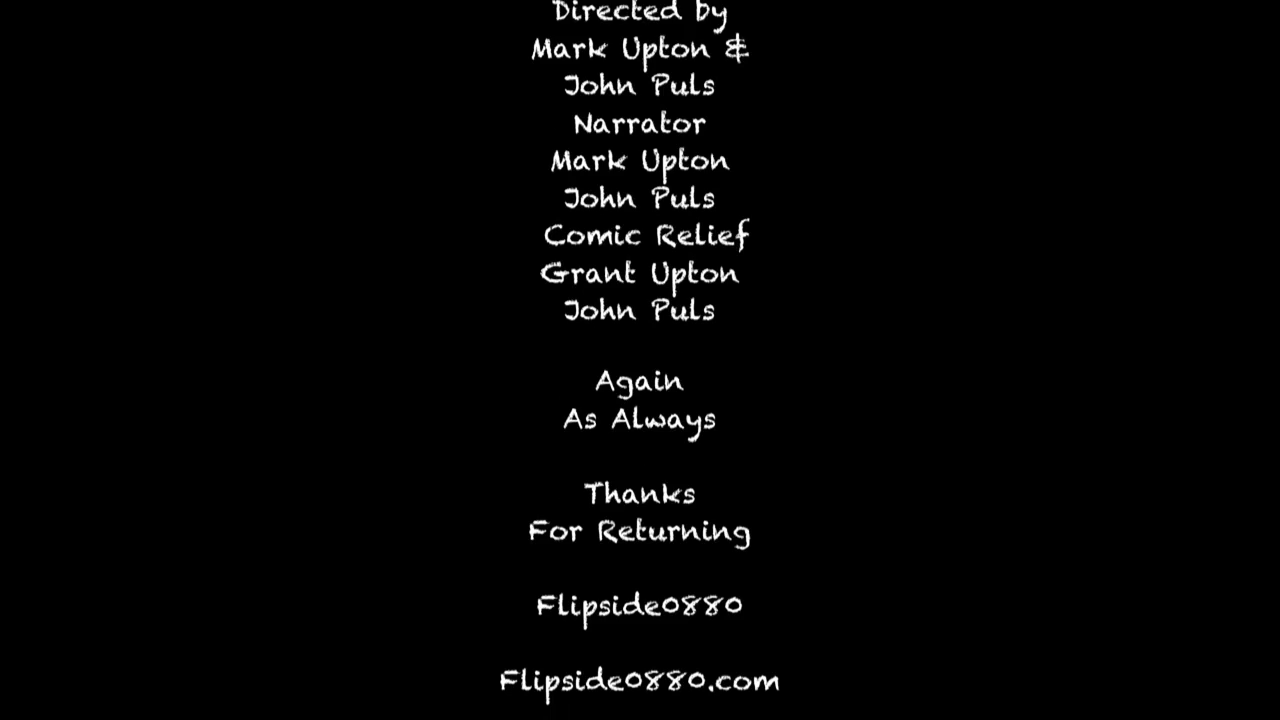 Directed by
Mark Upton &
John Puls
Narrator
Mark Upton
John Puls
Comic Relief
Grant Upton
John Puls
Again
As Always
Thanks
For Returning
Flipside0880
Flipside0880.com